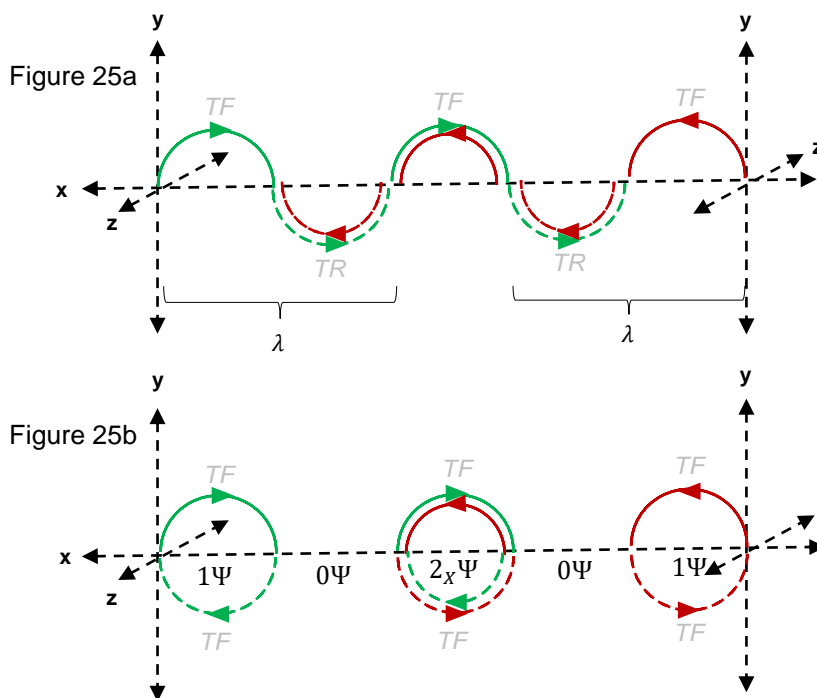 y
y
Figure 25a
TF
TF
TF
z
x
z
TR
TR
λ
λ
y
y
Figure 25b
TF
TF
TF
x
1Ψ
0Ψ
2XΨ
0Ψ
1Ψ
z
TF
TF
TF